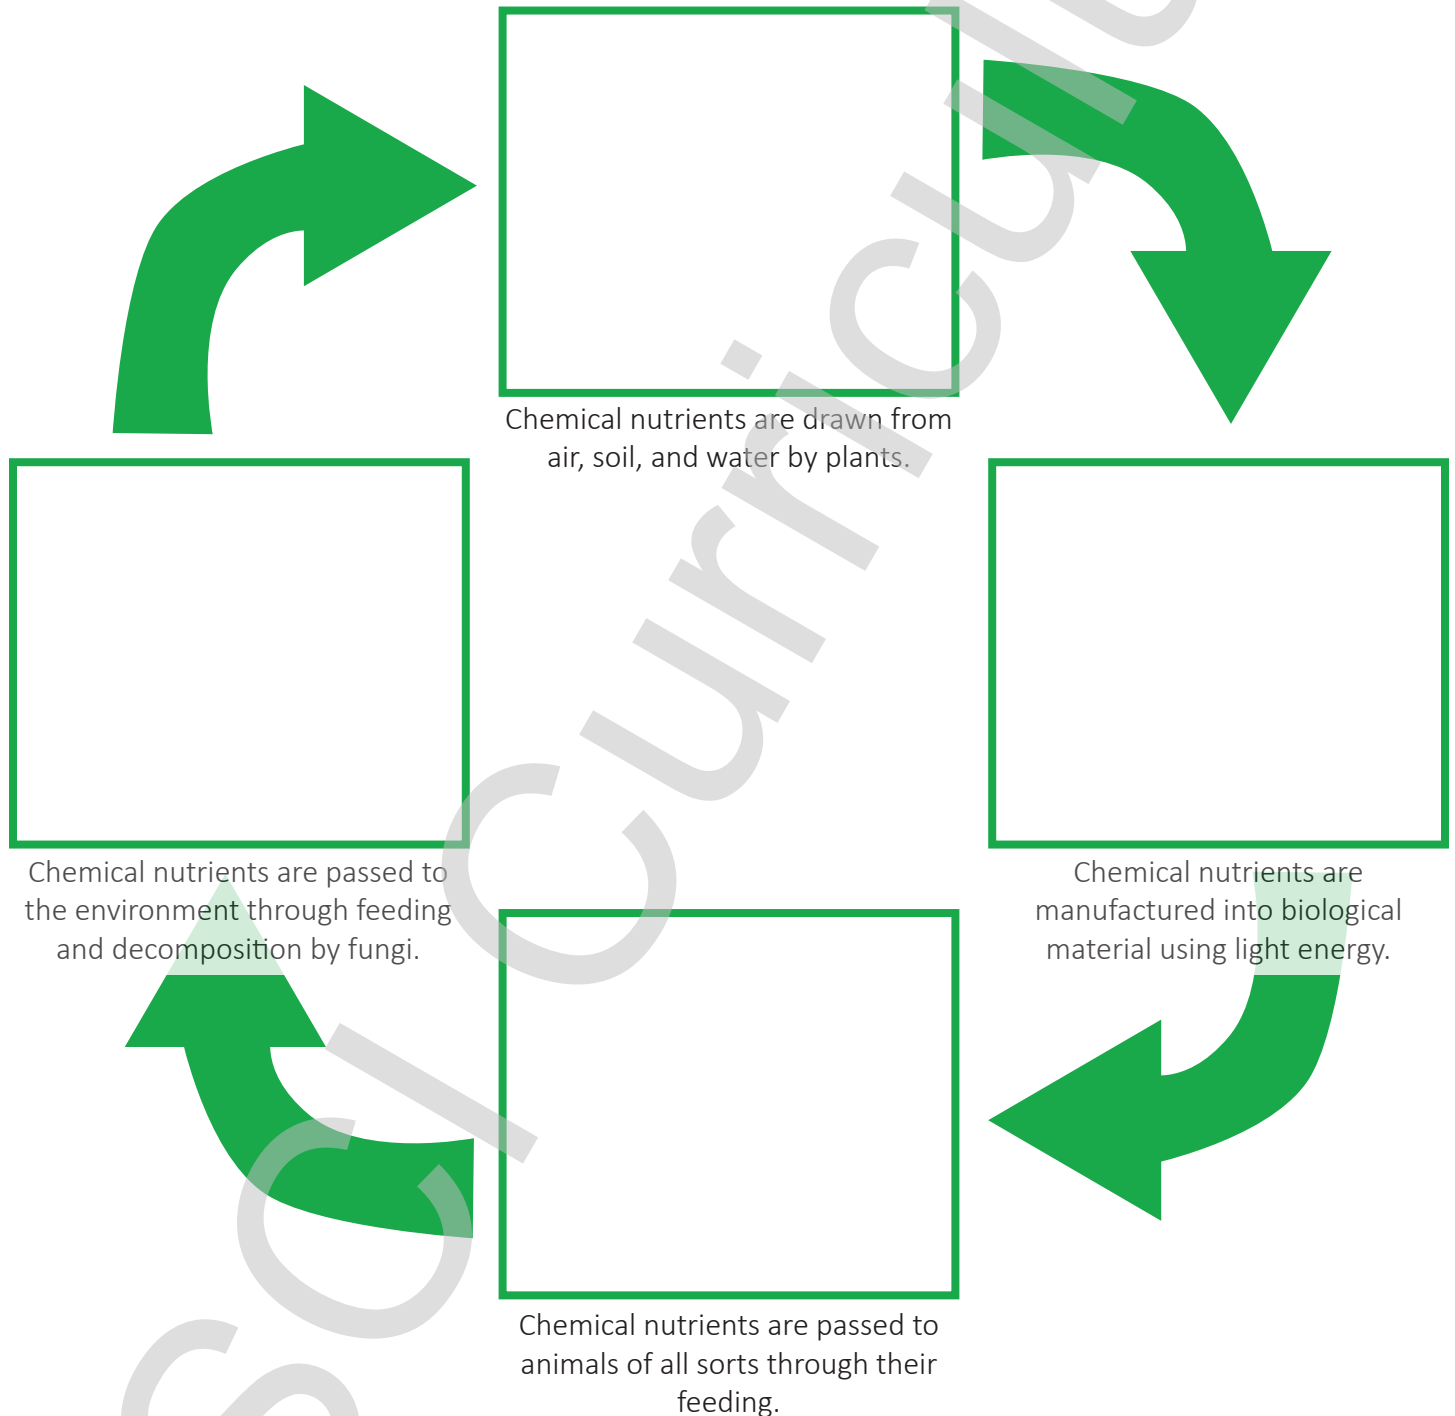 Chemical nutrients are drawn from
air, soil, and water by plants.
Chemical nutrients are passed to
the environment through feeding
and decomposition by fungi.
Chemical nutrients are
manufactured into biological
material using light energy.
Chemical nutrients are passed to
animals of all sorts through their
feeding.